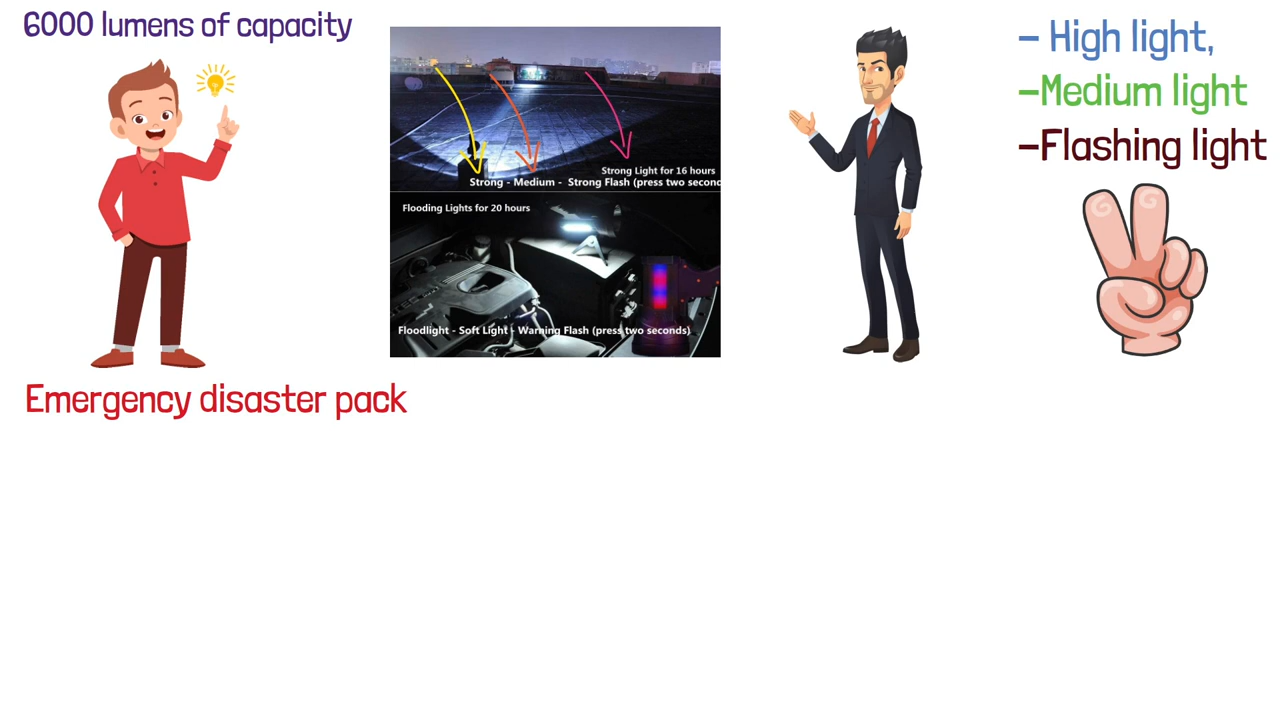 6000 lumens of capacity
Strong Light for 16 hours
Strong - Medium - Strong Flash (press two secon
Flooding Lights for 20 hours
Floodlight - Soft Light - Warning Flash (press two seconds)
- High light,
-Medium light
-Flashing light
Emergency disaster pack